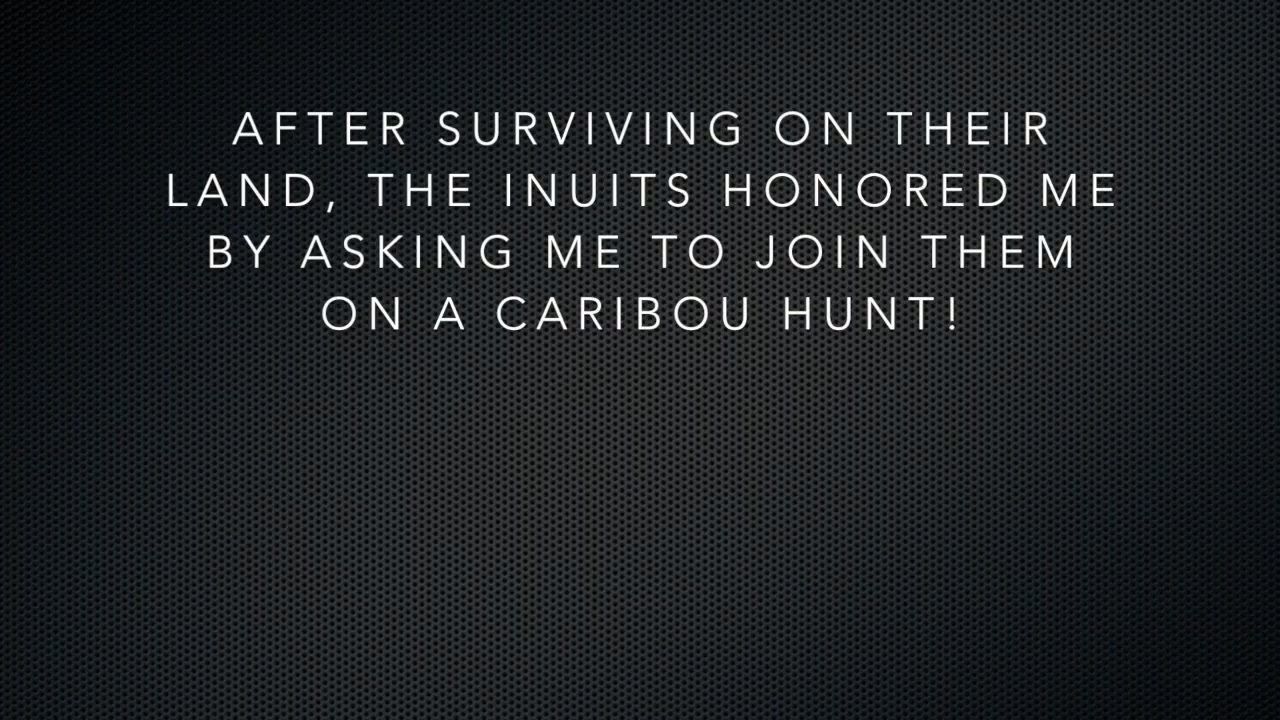 AFTER SURVIVING ON THEIR
LAND, THE INUITS HONORED ME
BY ASKING ME TO JOIN THEM
ON A CARIBOU HUNT!